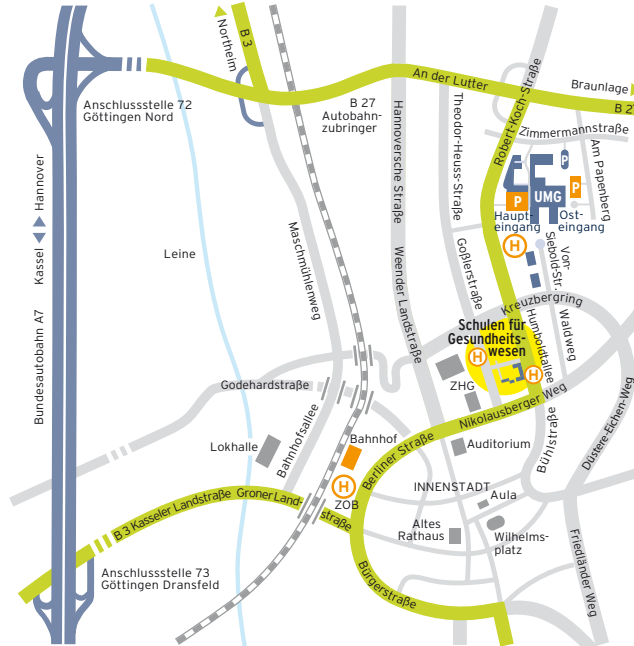 B 3
Northeim
An der Lutter
Robert-Koch-Straße
Braunlage
B 27
Anschlussstelle 72
Göttingen Nord
B 27
Autobahn-
zubringer
Hannoversche Straße
Theodor-Heuss-Straße
Zimmermannstraße
Am Papenberg
P
P
P
UMG
Haupt-
eingang
Ost-
eingang
H
Von-
Siebold-Str.
Kassel
Hannover
Bundesautobahn A7
Leine
Maschmühlenweg
Weender Landstraße
Goßlerstraße
Kreuzbergring
Waldweg
Humboldtallee
Schulen für
Gesundheits-
wesen
H
H
ZHG
Nikolausberger Weg
Godehardstraße
Bahnhofsallee
Lokhalle
Bahnhof
H
ZOB
Berliner Straße
Auditorium
Bühlstraße
Düstere-Eichen-Weg
INNENSTADT
Aula
Altes
Rathaus
Wilhelms-
platz
B 3 Kasseler Landstraße
Groner Land-
straße
Bürgerstraße
Friedländer Weg
Anschlussstelle 73
Göttingen Dransfeld